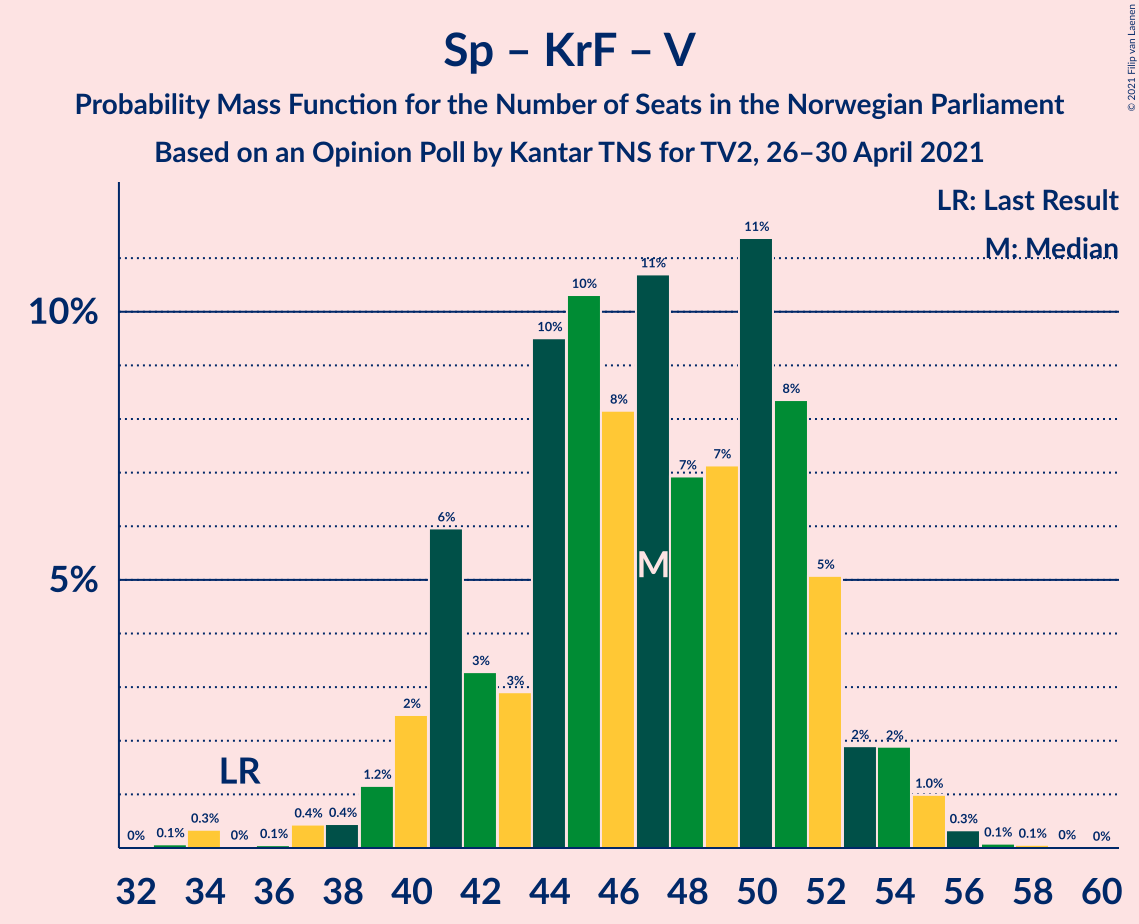 Sp – KrF – V
Probability Mass Function for the Number of Seats in the Norwegian Parliament
Based on an Opinion Poll by Kantar TNS for TV2, 26–30 April 2021
© 2021 Filip van Laenen
LR: Last Result
M: Median
10%
5%
0% 0.1% 0.3% 0% 0.1% 0.4% 0.4% 1.2% 2% 6% 3% 3% 10% 10% 8% 11% 7% 7% 11% 8% 5% 2% 2% 1.0% 0.3% 0.1% 0.1% 0% 0%
LR
M
32 34 36 38 40 42 44 46 48 50 52 54 56 58 60